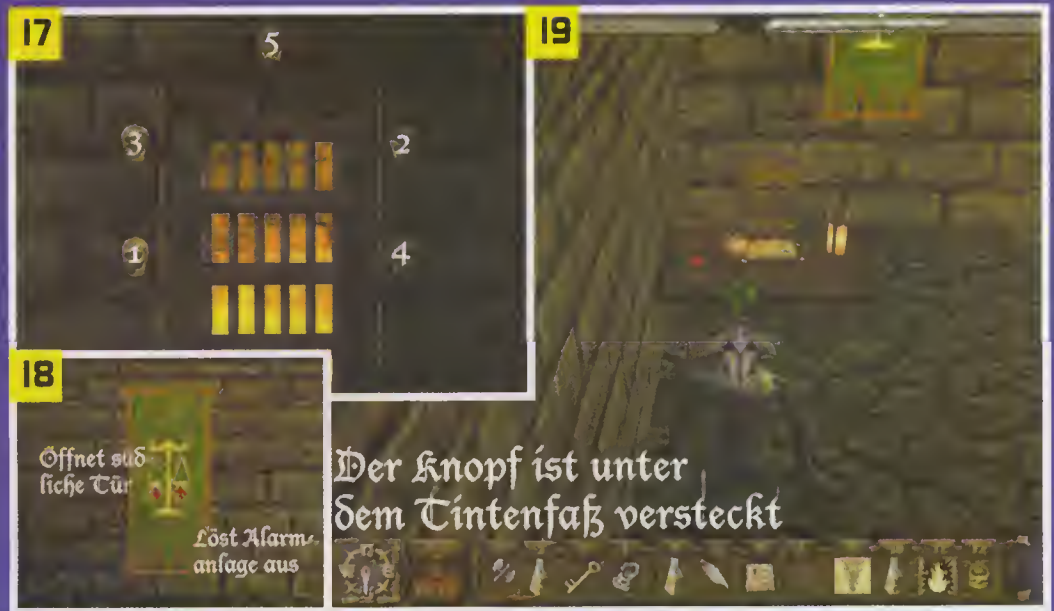 17
5
3
2
1
4
18
Öffnet süd
liche Tür
Löst Alarm-
anlage aus
19
Der Knopf ist unter
dem Tintenfaß versteckt